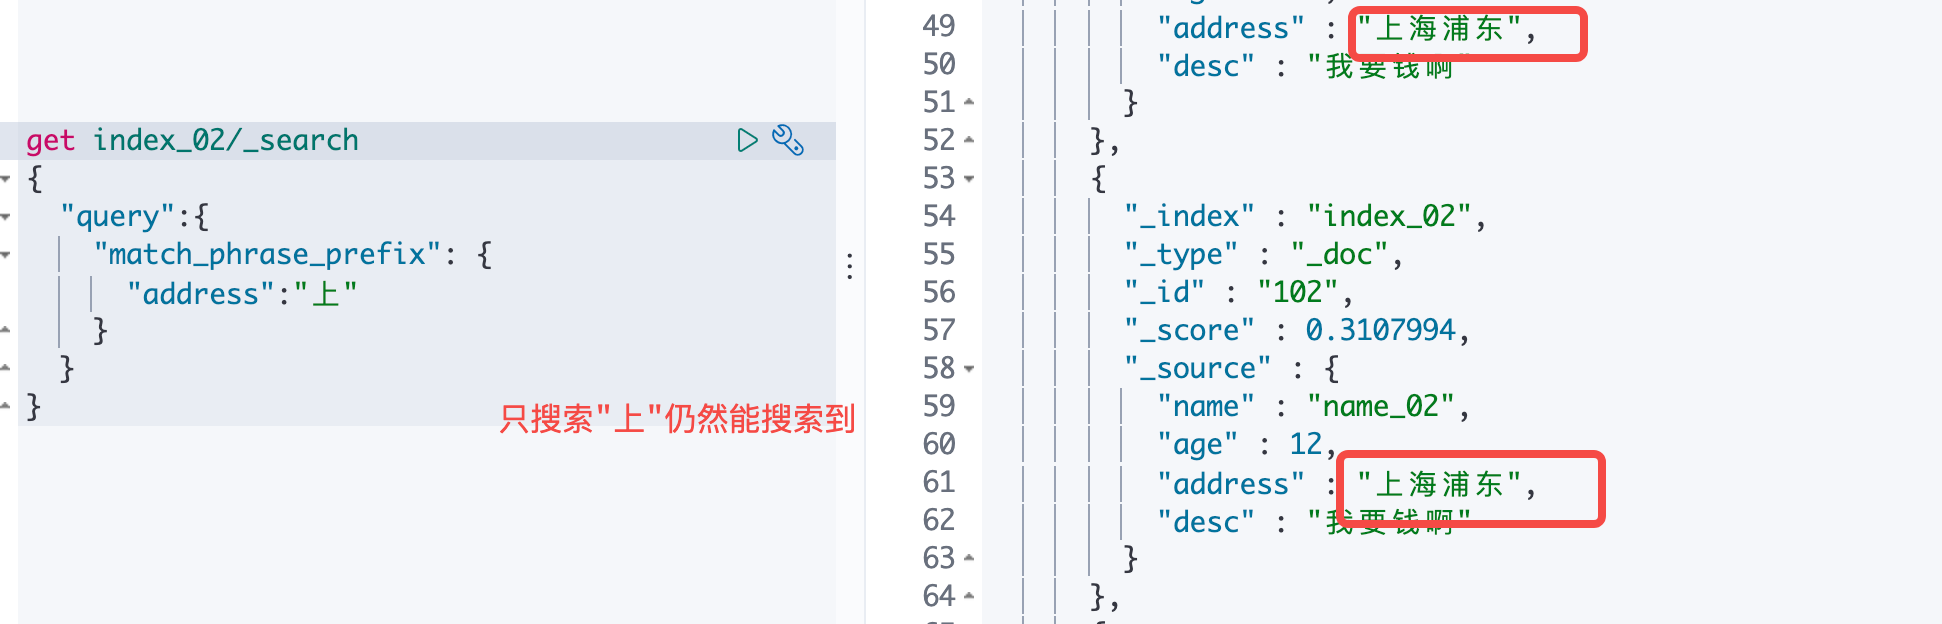 get index_02/_search
{
"query":{
"match_phrase_prefix": {
"address":"上"
}
}
}
只搜索"上"仍然能搜索到
49 "address" : "上海浦东",
50 "desc" : "我要钱啊"
51 }
52 },
53 {
54 "_index" : "index_02",
55 "_type" : "_doc",
56 "_id" : "102",
57 "_score" : 0.3107994,
58 "_source" : {
59 "name" : "name_02",
60 "age" : 12,
61 "address" : "上海浦东",
62 "desc" : "我要钱啊"
63 }
64 },